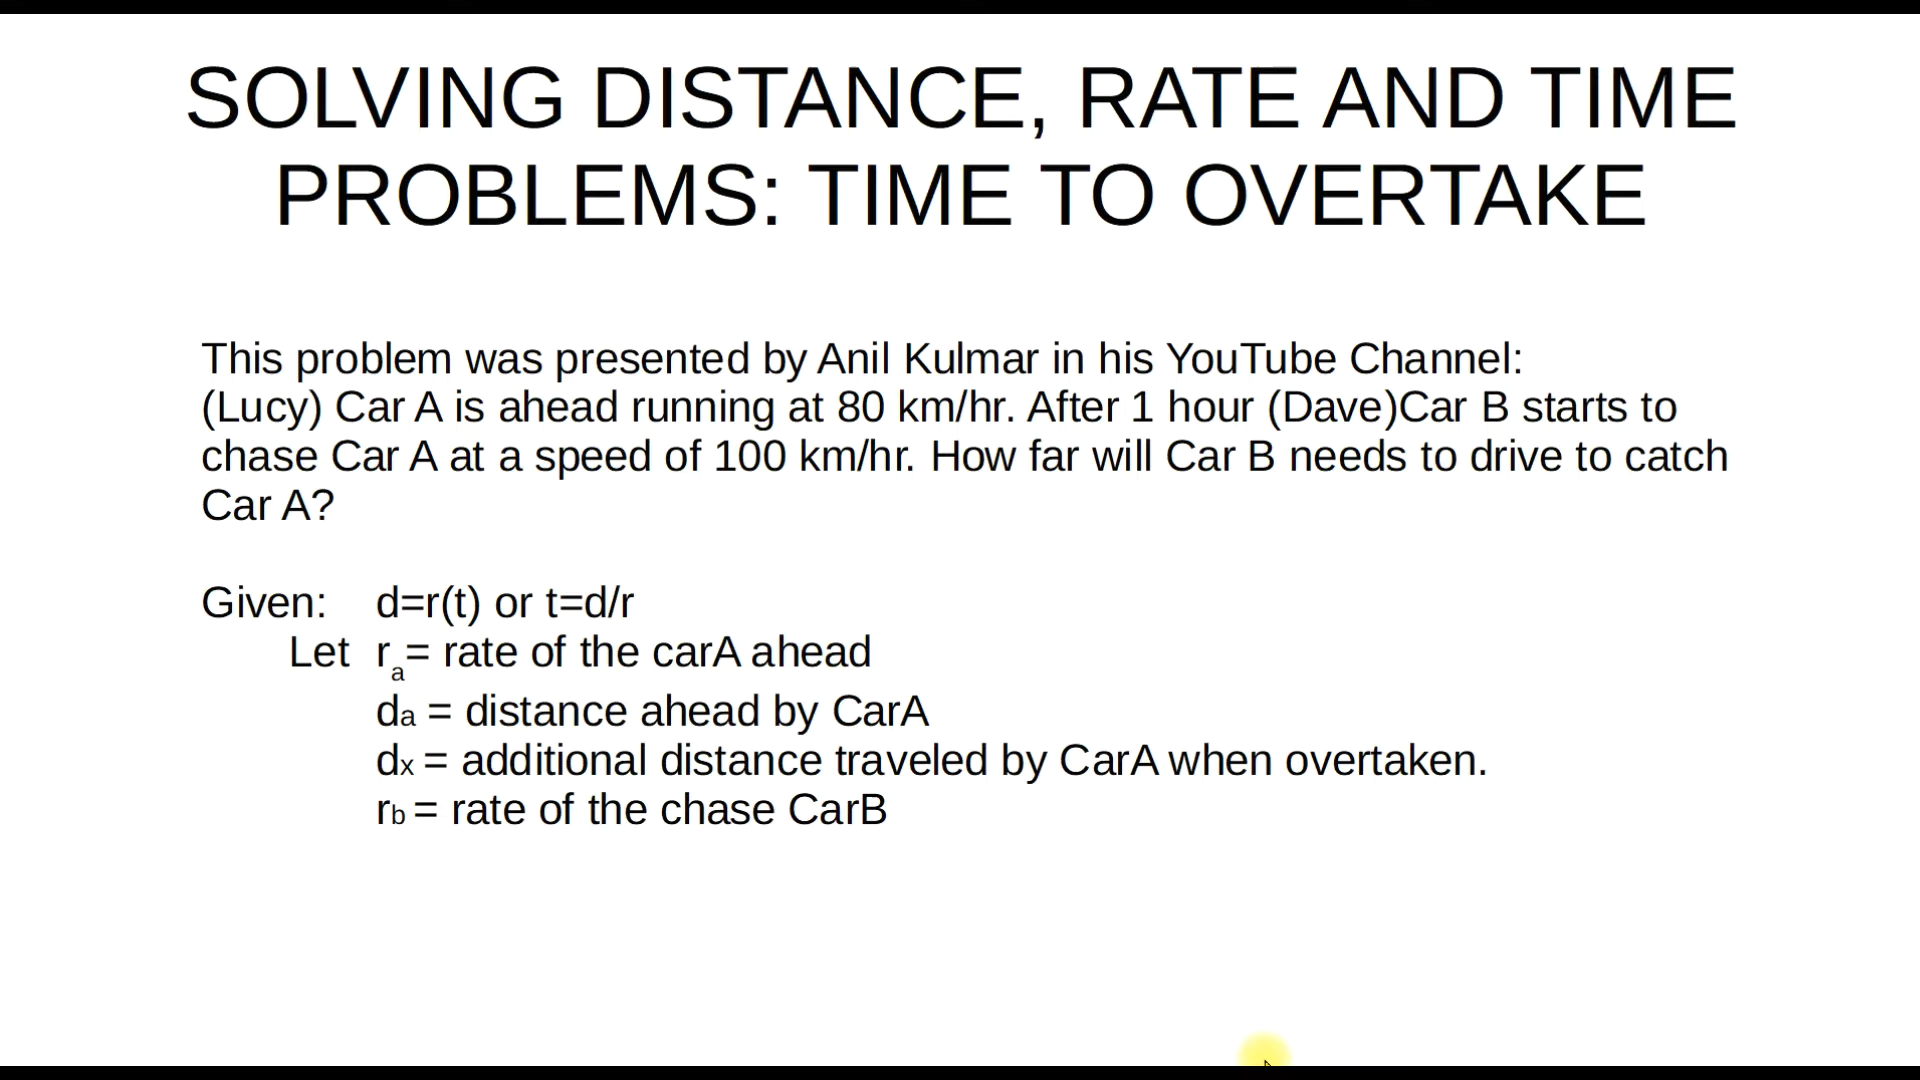 SOLVING DISTANCE, RATE AND TIME
PROBLEMS: TIME TO OVERTAKE
This problem was presented by Anil Kulmar in his YouTube Channel:
(Lucy) Car A is ahead running at 80 km/hr. After 1 hour (Dave)Car B starts to
chase Car A at a speed of 100 km/hr. How far will Car B needs to drive to catch
Car A?
Given: d=r(t) or t=d/r
Let rₐ= rate of the carA ahead
da = distance ahead by CarA
dx = additional distance traveled by CarA when overtaken.
rb = rate of the chase CarB